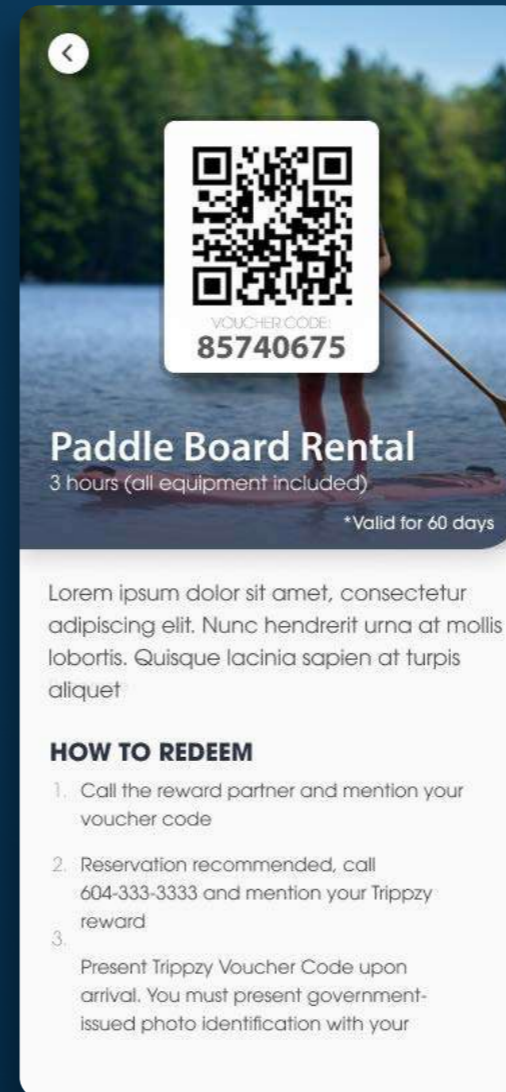 VOUCHER CODE:
85740675
Paddle Board Rental
3 hours (all equipment included)
*Valid for 60 days
Lorem ipsum dolor sit amet, consectetur
adipiscing elit. Nunc hendrerit urna at mollis
lobortis. Quisque lacinia sapien at turpis
aliquet
HOW TO REDEEM
1. Call the reward partner and mention your
voucher code
2. Reservation recommended, call
604-333-3333 and mention your Trippzy
reward
3.
Present Trippzy Voucher Code upon
arrival. You must present government-
issued photo identification with your